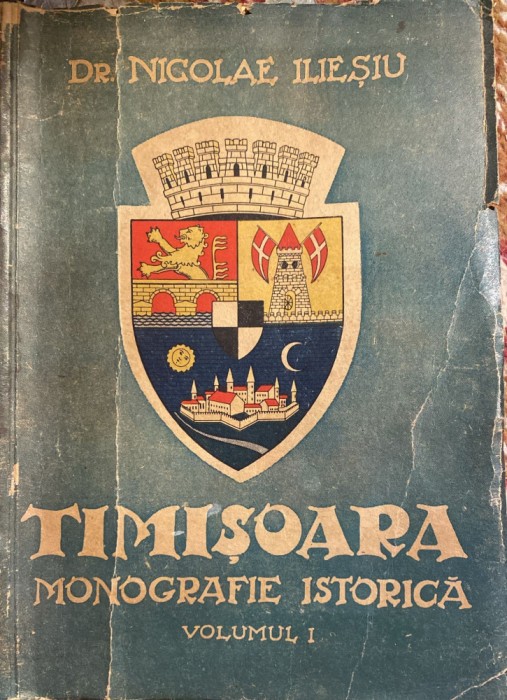 DR. NICOLAE ILIEȘIU
TIMIȘOARA
MONOGRAFIE ISTORICĂ
VOLUMUL I